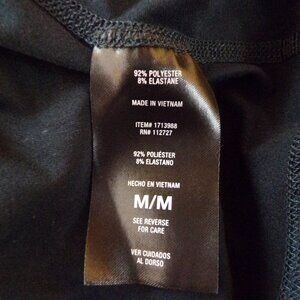 92% POLYESTER
8% ELASTANE
MADE IN VIETNAM
ITEM# 1713988
RN# 112727
92% POLIÉSTER
8% ELASTANO
HECHO EN VIETNAM
M/M
SEE REVERSE
FOR CARE
VER CUIDADOS
AL DORSO